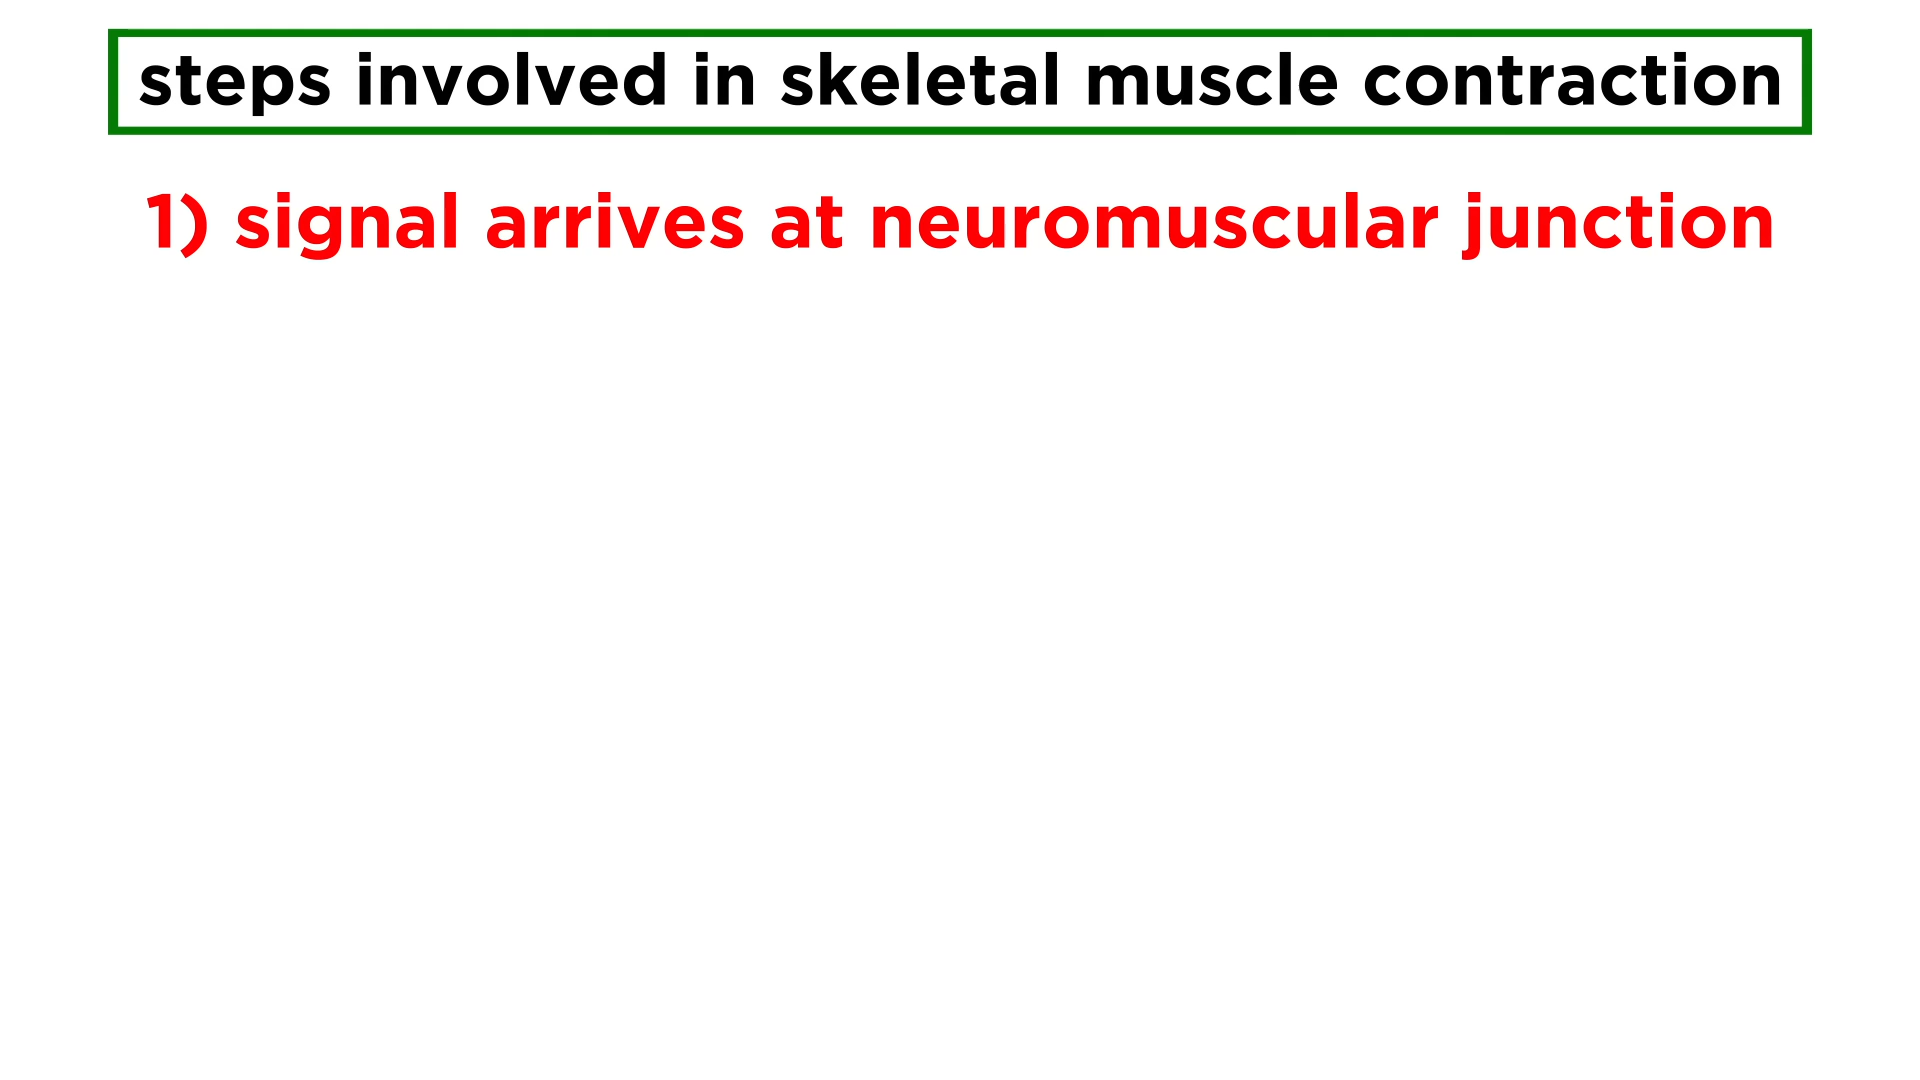 steps involved in skeletal muscle contraction
1) signal arrives at neuromuscular junction